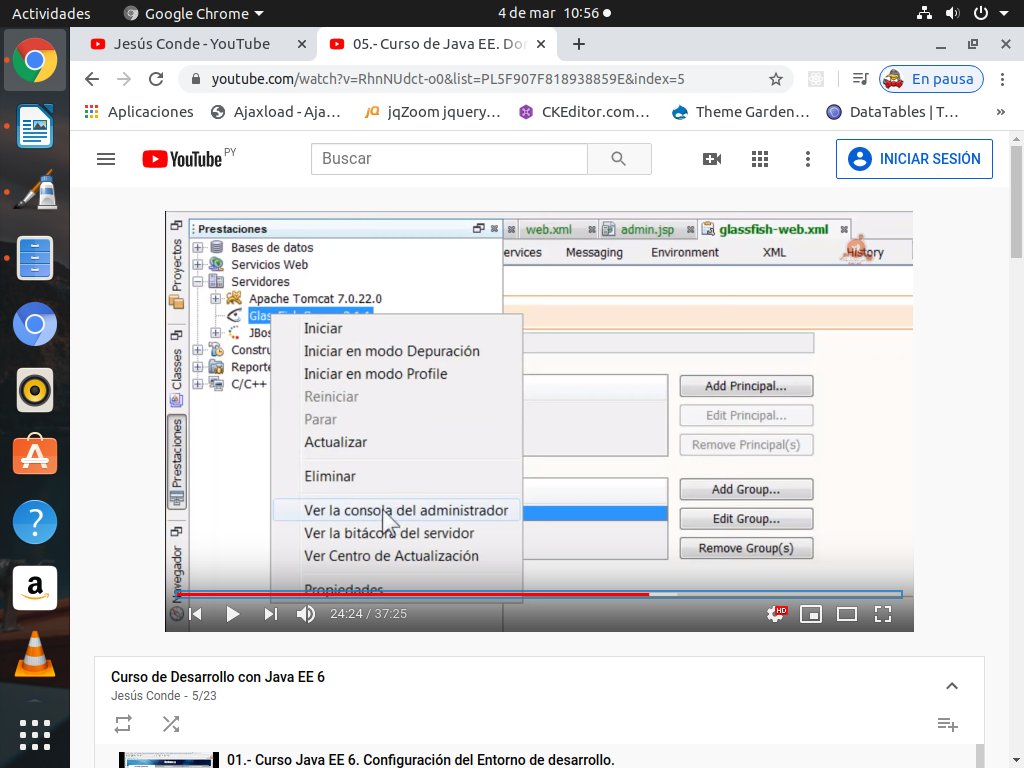 Actividades
Google Chrome
4 de mar 10:56
Jesús Conde - YouTube
05.- Curso de Java EE. Dor
youtube.com/watch?v=RhnNUdct-o0&list=PL5F907F818938859E&index=5
En pausa
Aplicaciones
Ajaxload - Aja...
jqZoom jquery...
CKEditor.com...
Theme Garden...
DataTables | T...
»
YouTube PY
Buscar
INICIAR SESIÓN
Proyectos
Classes
Prestaciones
Navegador
Prestaciones
Bases de datos
Servicios Web
Servidores
Apache Tomcat 7.0.22.0
JBos
Constru
Reporte
C/C++
web.xml
admin.jsp
glassfish-web.xml
ervices
Messaging
Environment
XML
History
Iniciar
Iniciar en modo Depuración
Iniciar en modo Profile
Reiniciar
Parar
Actualizar
Eliminar
Ver la consola del administrador
Ver la bitácora del servidor
Ver Centro de Actualización
Propiedades
Add Principal...
Edit Principal...
Remove Principal(s)
Add Group...
Edit Group...
Remove Group(s)
24:24 / 37:25
HD
Curso de Desarrollo con Java EE 6
Jesús Conde - 5/23
01.- Curso Java EE 6. Configuración del Entorno de desarrollo.